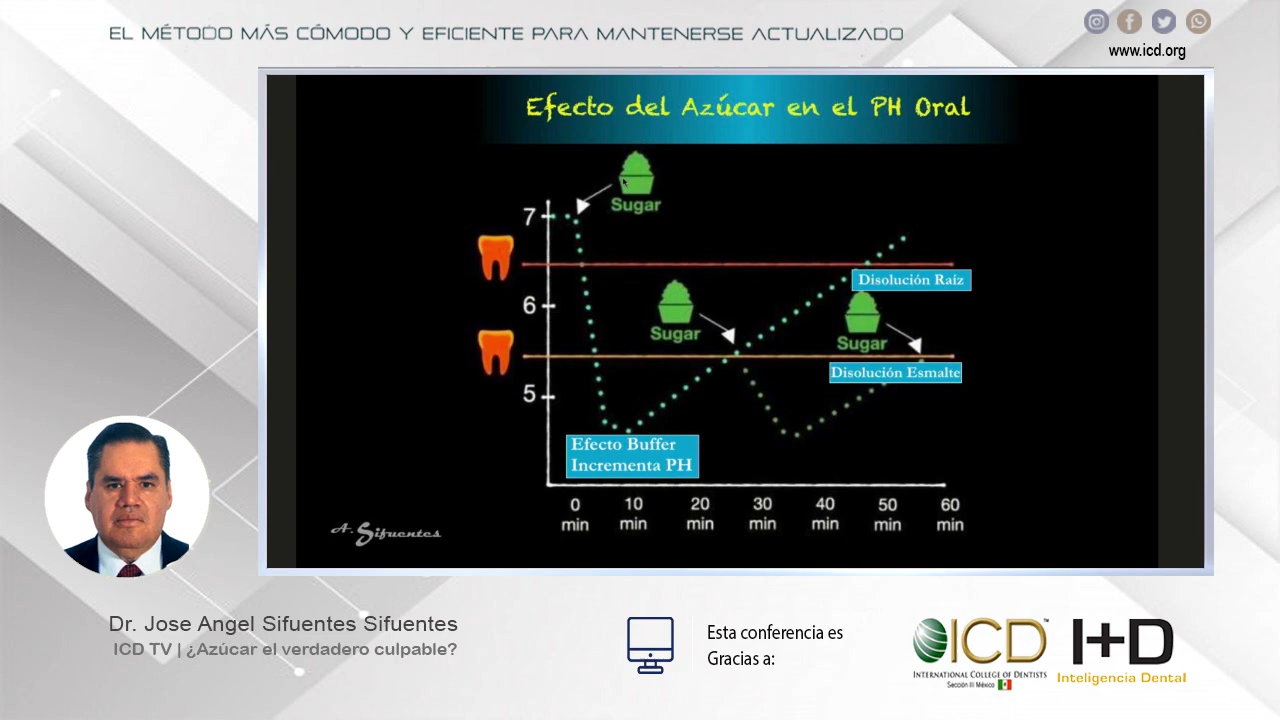 EL MÉTODO MÁS CÓMODO Y EFICIENTE PARA MANTENERSE ACTUALIZADO
www.icd.org
Efecto del Azúcar en el PH Oral
Sugar
7
Disolución Raíz
6
Sugar
Sugar
Disolución Esmalte
5
Efecto Buffer
Incrementa PH
0 10 20 30 40 50 60
min min min min min min min
A. Sifuentes
Dr. Jose Angel Sifuentes Sifuentes
ICD TV | ¿Azúcar el verdadero culpable?
Esta conferencia es
Gracias a:
ICD™
INTERNATIONAL COLLEGE OF DENTISTS
Sección III México
I+D
Inteligencia Dental